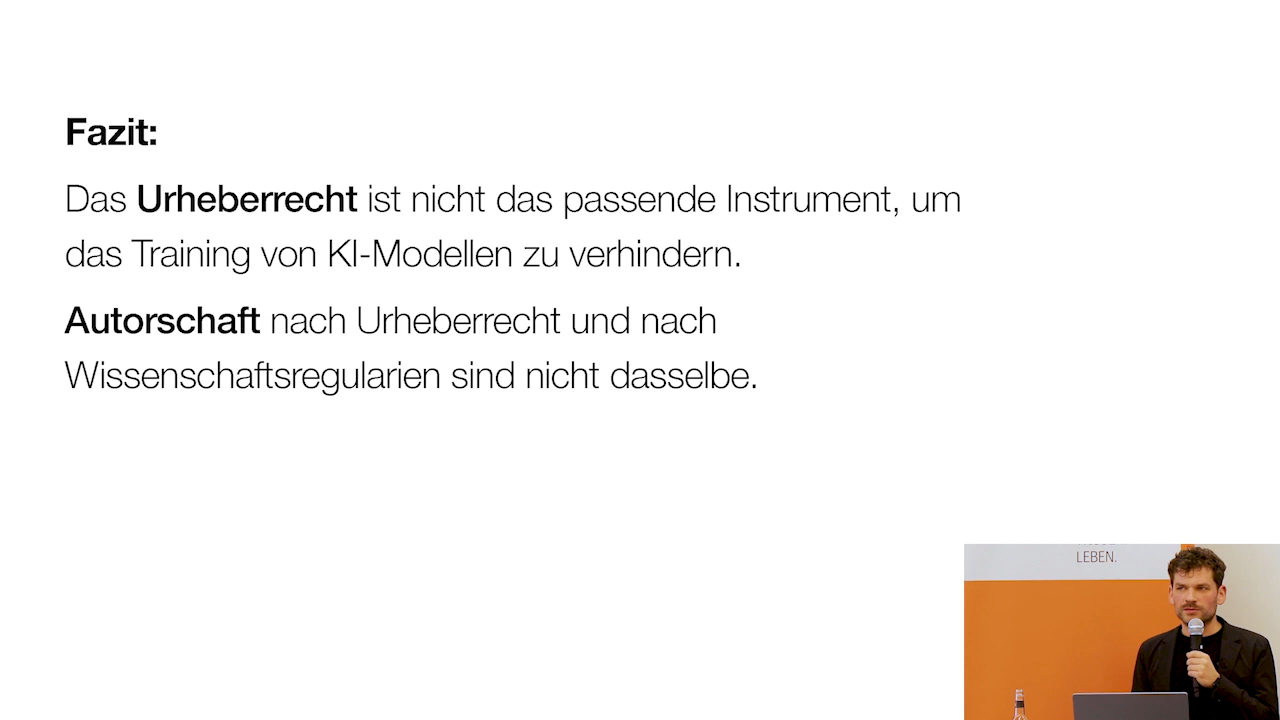 Fazit:
Das Urheberrecht ist nicht das passende Instrument, um
das Training von KI-Modellen zu verhindern.
Autorschaft nach Urheberrecht und nach
Wissenschaftsregularien sind nicht dasselbe.
LEBEN.